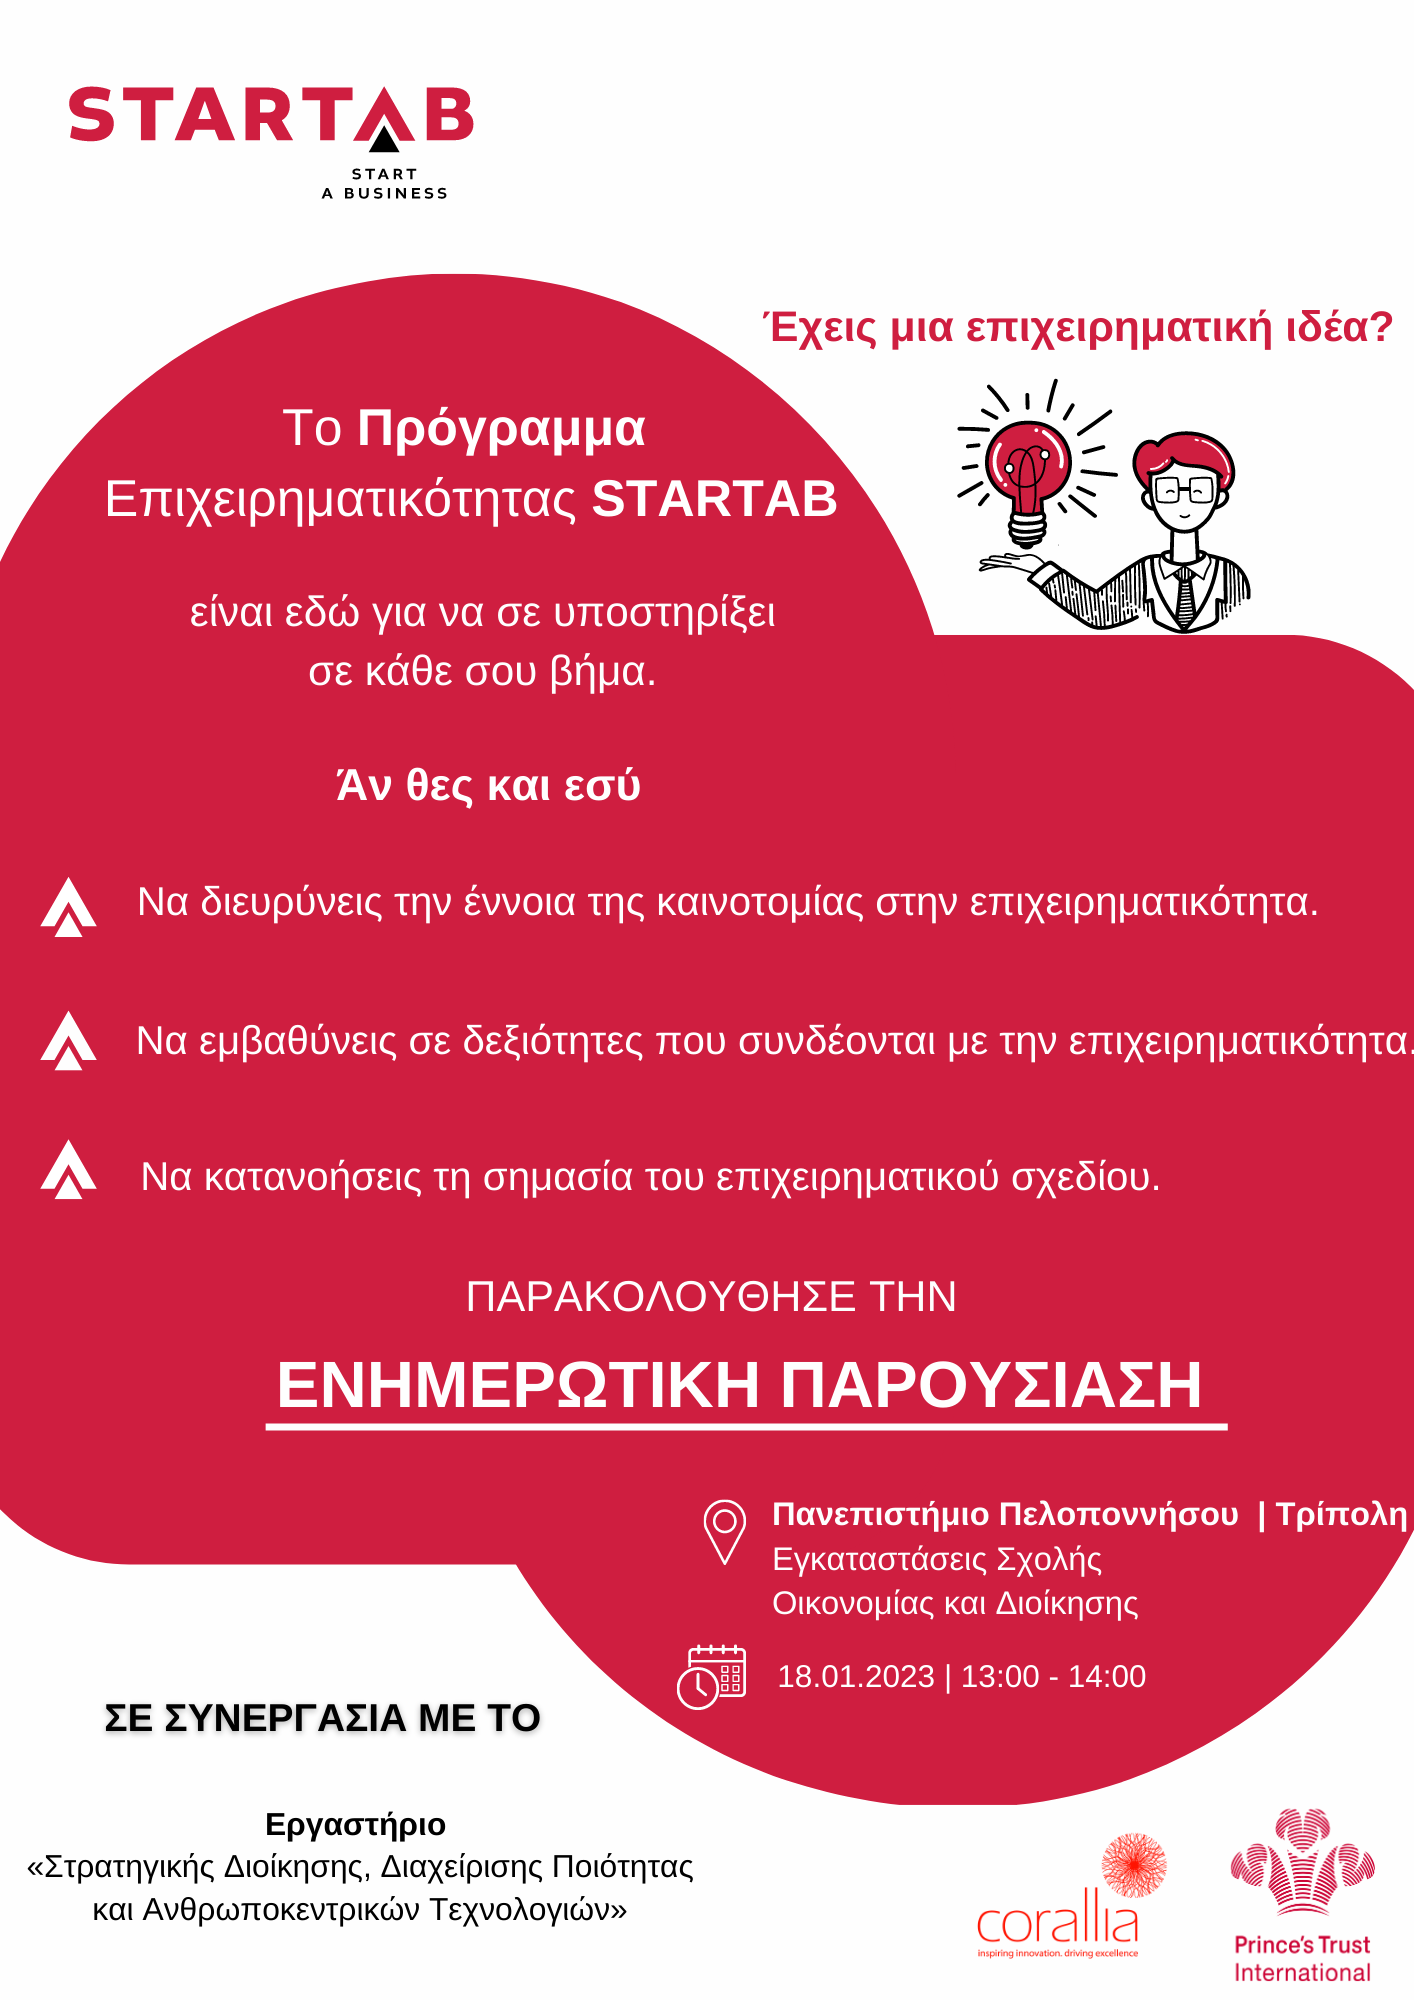 STARTAB
START
A BUSINESS
Έχεις μια επιχειρηματική ιδέα?
Το Πρόγραμμα
Επιχειρηματικότητας STARTAB
είναι εδώ για να σε υποστηρίξει
σε κάθε σου βήμα.
Άν θες και εσύ
Να διευρύνεις την έννοια της καινοτομίας στην επιχειρηματικότητα.
Να εμβαθύνεις σε δεξιότητες που συνδέονται με την επιχειρηματικότητα.
Να κατανοήσεις τη σημασία του επιχειρηματικού σχεδίου.
ΠΑΡΑΚΟΛΟΥΘΗΣΕ ΤΗΝ
ΕΝΗΜΕΡΩΤΙΚΗ ΠΑΡΟΥΣΙΑΣΗ
Πανεπιστήμιο Πελοποννήσου | Τρίπολη
Εγκαταστάσεις Σχολής
Οικονομίας και Διοίκησης
18.01.2023 | 13:00 - 14:00
ΣΕ ΣΥΝΕΡΓΑΣΙΑ ΜΕ ΤΟ
Εργαστήριο
«Στρατηγικής Διοίκησης, Διαχείρισης Ποιότητας
και Ανθρωποκεντρικών Τεχνολογιών»
corallia
inspiring innovation. driving excellence
Prince's Trust
International